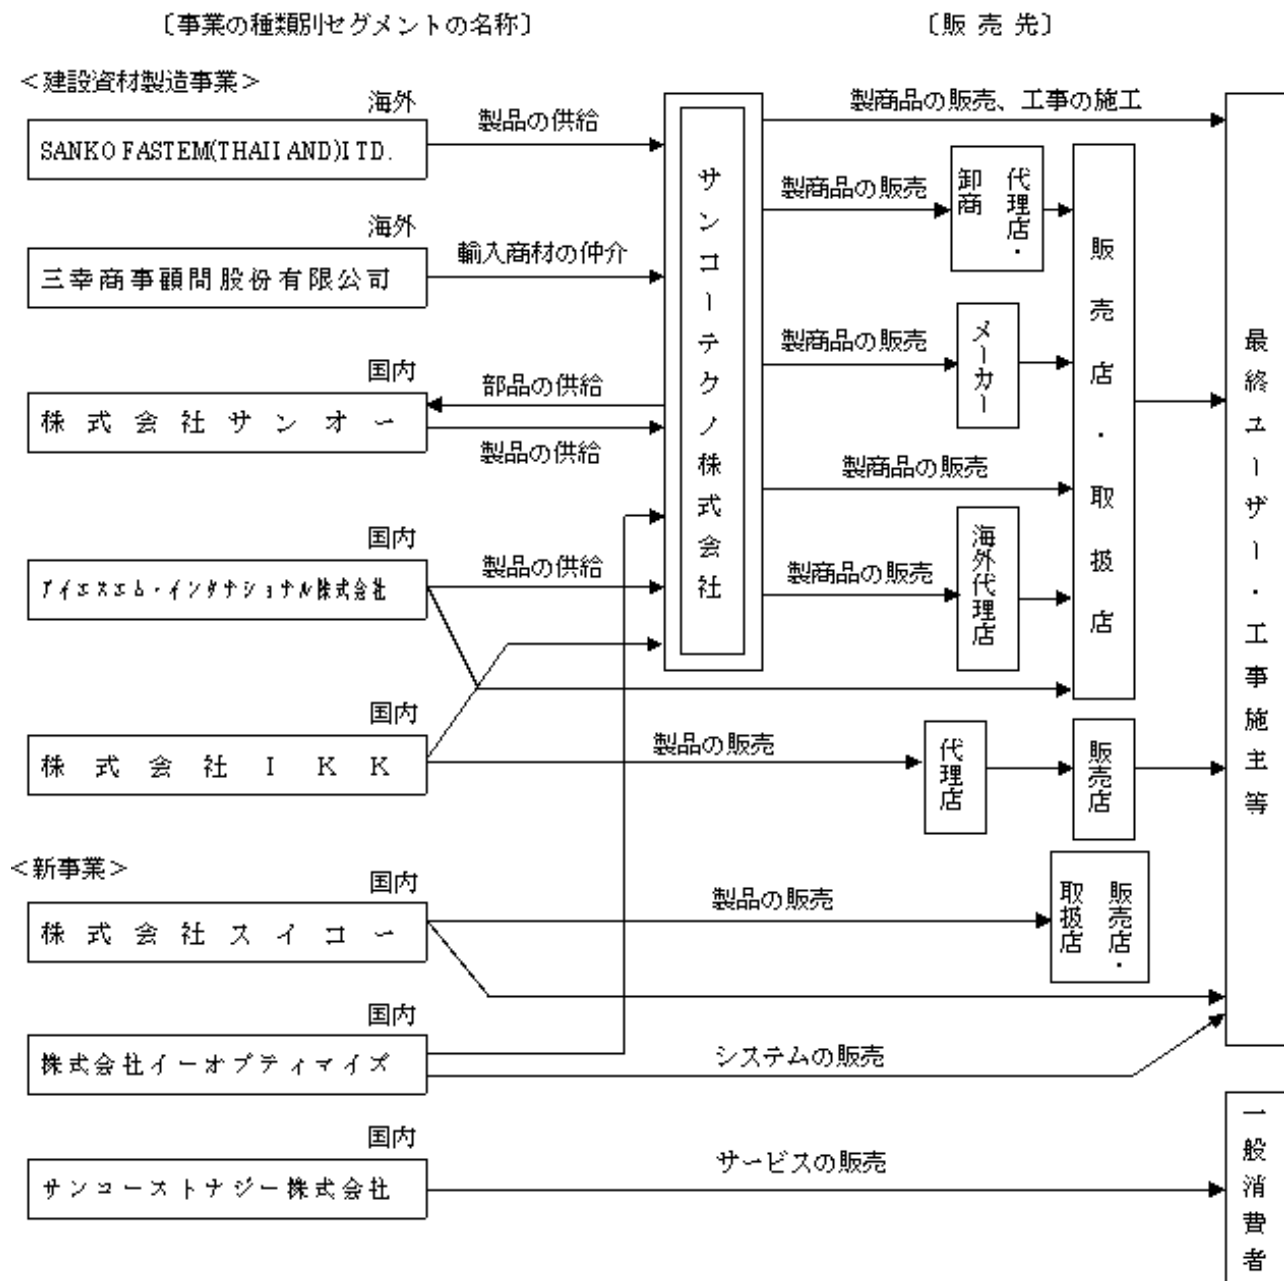 〔事業の種類別セグメントの名称〕
〔販 売 先〕
＜建設資材製造事業＞
海外
SANKO FASTEM(THAILAND)LTD.
製品の供給
海外
三幸商事顧問股份有限公司
輸入商材の仲介
国内
株式会社サンオー
部品の供給
製品の供給
国内
アイエスエム・インタナショナル株式会社
製品の供給
国内
株式会社ＩＫＫ
製品の販売
代理店
販売店
サンコーテクノ株式会社
製商品の販売、工事の施工
製商品の販売
代理店・
卸商
製商品の販売
メーカー
製商品の販売
製商品の販売
海外代理店
販売店・取扱店
最終ユーザー・工事施主等
＜新事業＞
国内
株式会社スイコー
製品の販売
販売店・
取扱店
国内
株式会社イーオプティマイズ
システムの販売
国内
サンコーストナジー株式会社
サービスの販売
一般消費者